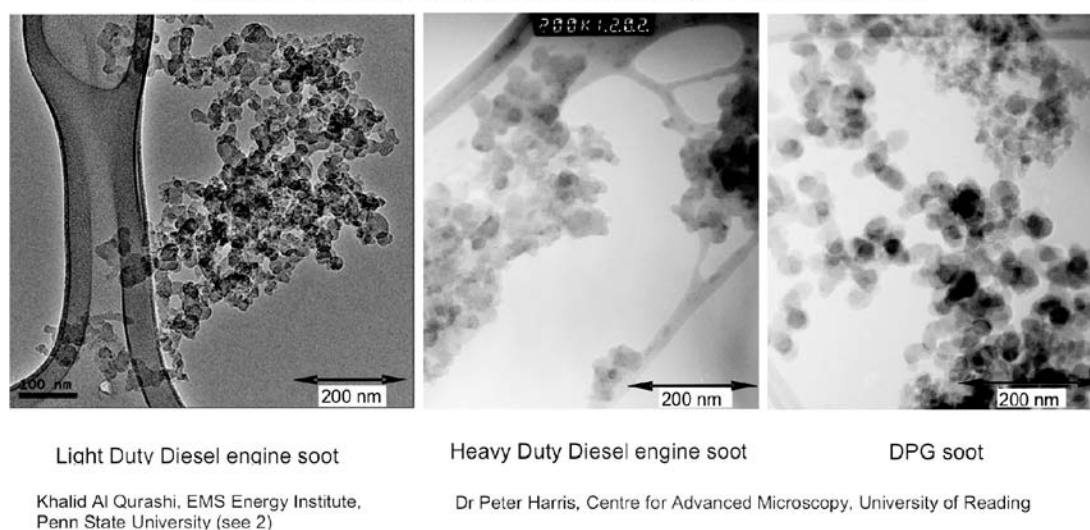 200K1.20.2.
100 nm
200 nm
200 nm
200 nm
Light Duty Diesel engine soot
Heavy Duty Diesel engine soot
DPG soot
Khalid Al Qurashi, EMS Energy Institute,
Penn State University (see 2)
Dr Peter Harris, Centre for Advanced Microscopy, University of Reading